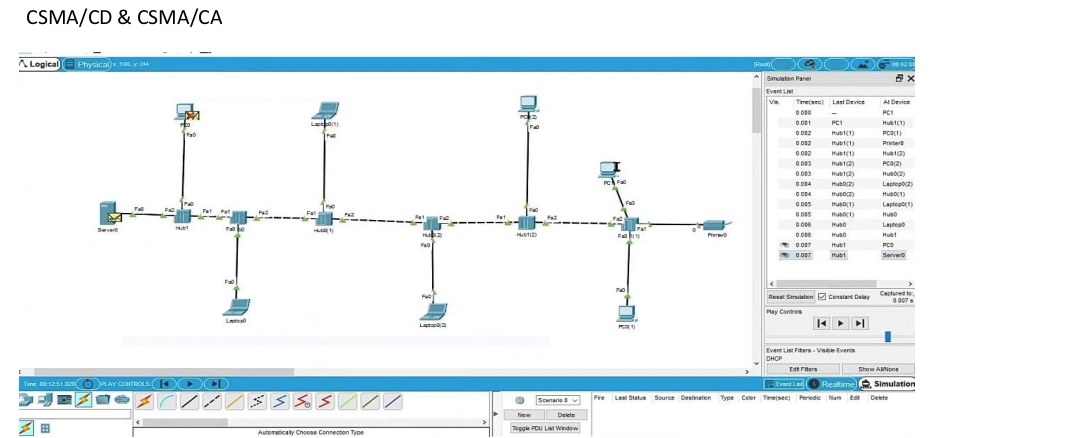 CSMA/CD & CSMA/CA
Logical Physical x: 1580, y: 244 [Root] 06:42:00
Simulation Panel
Event List
Vis. Time(sec) Last Device At Device
0.000 -- PC1
0.001 PC1 Hub1(1)
0.002 Hub1(1) PC0(1)
0.002 Hub1(1) Printer0
0.002 Hub1(1) Hub1(2)
0.003 Hub1(2) PC0(2)
0.003 Hub1(2) Hub0(2)
0.004 Hub0(2) Laptop0(2)
0.004 Hub0(2) Hub0(1)
0.005 Hub0(1) Laptop0(1)
0.005 Hub0(1) Hub0
0.006 Hub0 Laptop0
0.006 Hub0 Hub1
0.007 Hub1 PC0
0.007 Hub1 Server0
Reset Simulation Constant Delay Captured to:
0.007 s
Play Controls
Event List Filters - Visible Events
DHCP
Edit Filters Show All/None
Event List Realtime Simulation
PC0
Fa0
Laptop0(1)
Fa0
PC0(2)
Fa0
PC1 Fa0
Server0
Fa0 Fa2 Fa0
Hub1
Fa1 Fa1 Fa2
Fa0
Fa1 Fa0 Fa2
Hub0(1)
Fa1 Fa2
Hub0(2)
Fa0
Fa1 Fa0 Fa2
Hub1(2)
Fa3
Fa2
Fa1
Fa0 (1)
0
Printer0
Fa0
Laptop0
Fa0
Laptop0(2)
Fa0
PC0(1)
Time: 00:12:51.028 PLAY CONTROLS:
Automatically Choose Connection Type
Scenario 0
New Delete
Toggle PDU List Window
Fire Last Status Source Destination Type Color Time(sec) Periodic Num Edit Delete